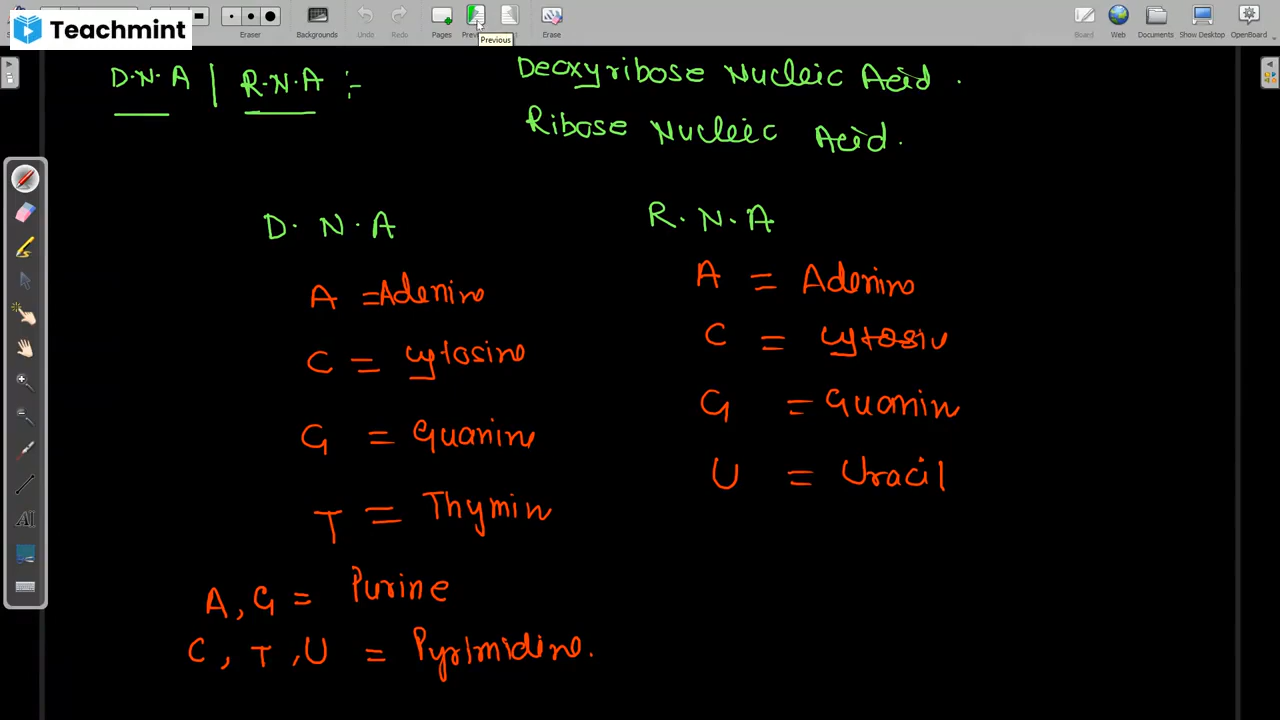 Teachmint
Eraser
Backgrounds
Undo
Redo
Pages
Previous
Erase
Board
Web
Documents
Show Desktop
OpenBoard
D.N.A | R.N.A :-
Deoxyribose Nucleic Acid.
Ribose Nucleic Acid.
D. N. A
R. N. A
A = Adenine
A = Adenine
C = Cytosine
C = Cytosin
G = Guanine
G = Guanin
T = Thymin
U = Uracil
A, G = Purine
C, T, U = Pyrimidine.